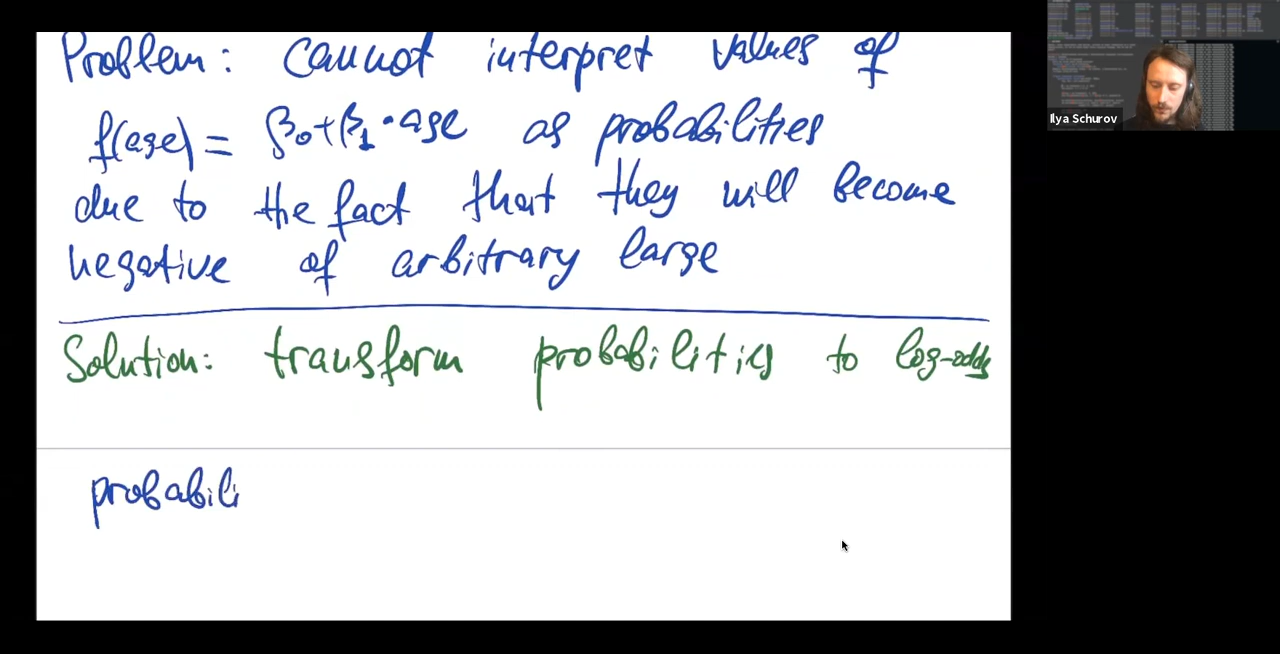 Problem: cannot interpret values of
f(age) = β₀+β₁·age as probabilities
due to the fact that they will become
negative of arbitrary large
Solution: transform probabilities to log-odds
probabili
Ilya Schurov